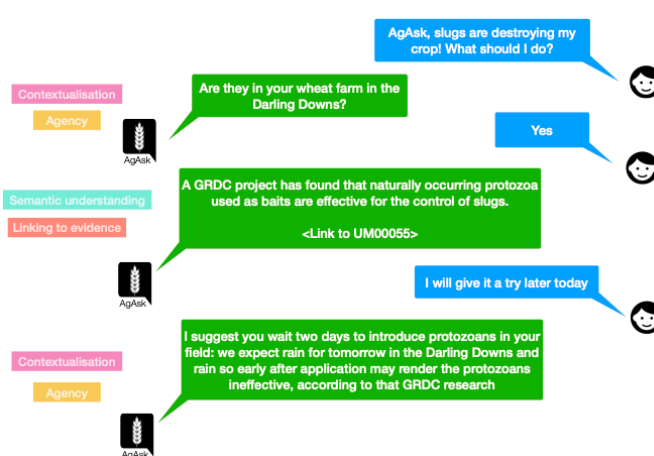 AgAsk, slugs are destroying my
crop! What should I do?
Contextualisation
Agency
AgAsk
Are they in your wheat farm in the
Darling Downs?
Yes
Semantic understanding
Linking to evidence
AgAsk
A GRDC project has found that naturally occurring protozoa
used as baits are effective for the control of slugs.
<Link to UM00055>
I will give it a try later today
Contextualisation
Agency
AgAsk
I suggest you wait two days to introduce protozoans in your
field: we expect rain for tomorrow in the Darling Downs and
rain so early after application may render the protozoans
ineffective, according to that GRDC research